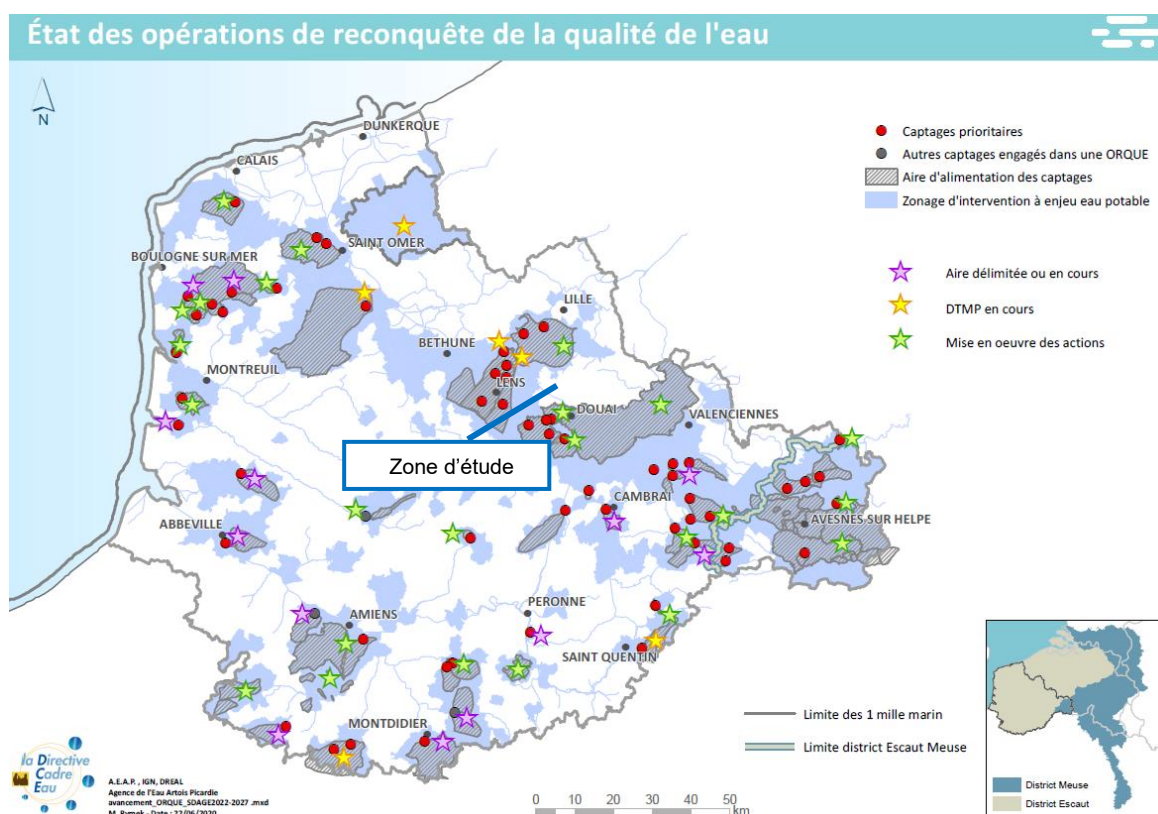 État des opérations de reconquête de la qualité de l'eau
N
DUNKERQUE
CALAIS
SAINT OMER
BOULOGNE SUR MER
LILLE
BETHUNE
MONTREUIL
LENS
DOUAI
VALENCIENNES
Zone d'étude
CAMBRAI
ABBEVILLE
AVESNES SUR HELPE
PERONNE
AMIENS
SAINT QUENTIN
MONTDIDIER
Captages prioritaires
Autres captages engagés dans une ORQUE
Aire d'alimentation des captages
Zonage d'intervention à enjeu eau potable
Aire délimitée ou en cours
DTMP en cours
Mise en oeuvre des actions
Limite des 1 mille marin
Limite district Escaut Meuse
District Meuse
District Escaut
0 10 20 30 40 50
km
la Directive
Cadre
Eau
A.E.A.P. , IGN, DREAL
Agence de l'Eau Artois Picardie
avancement_ORQUE_SDAGE2022-2027 .mxd
Date : 22/06/2020